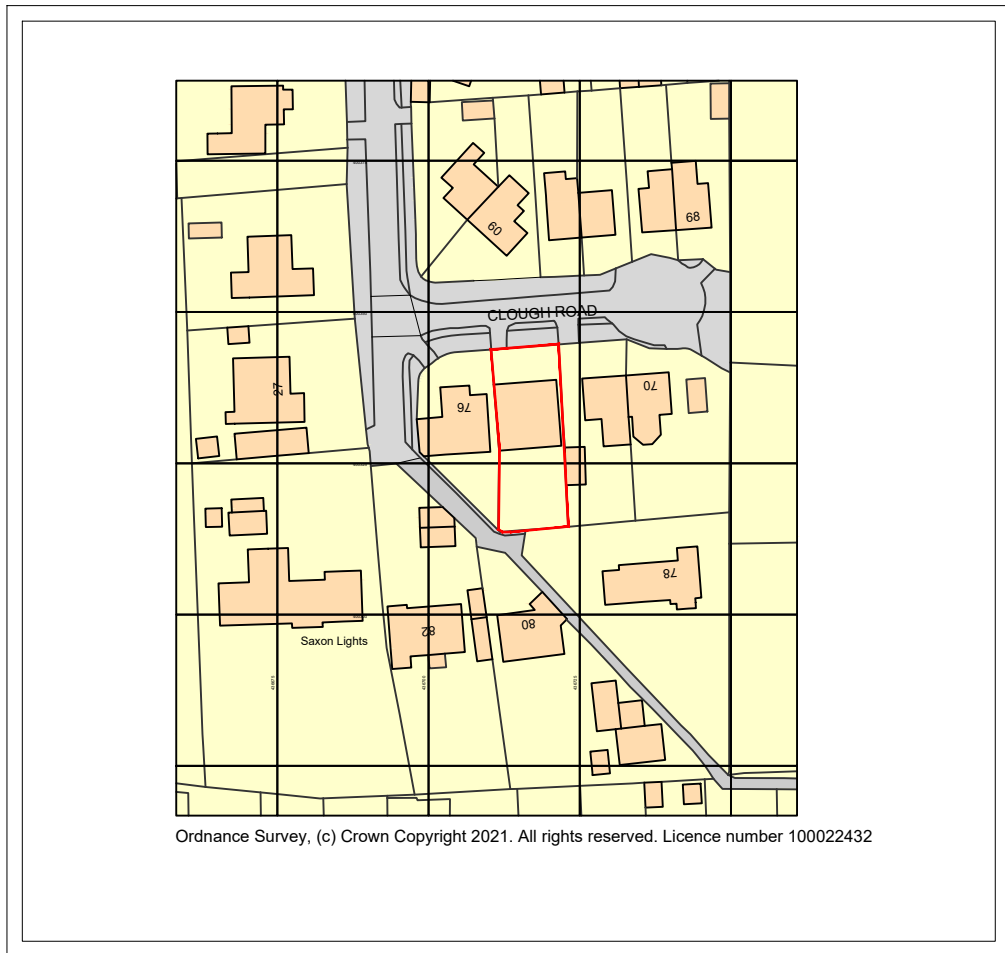 60
68
CLOUGH ROAD
27
76
70
78
80
82
Saxon Lights
Ordnance Survey, (c) Crown Copyright 2021. All rights reserved. Licence number 100022432